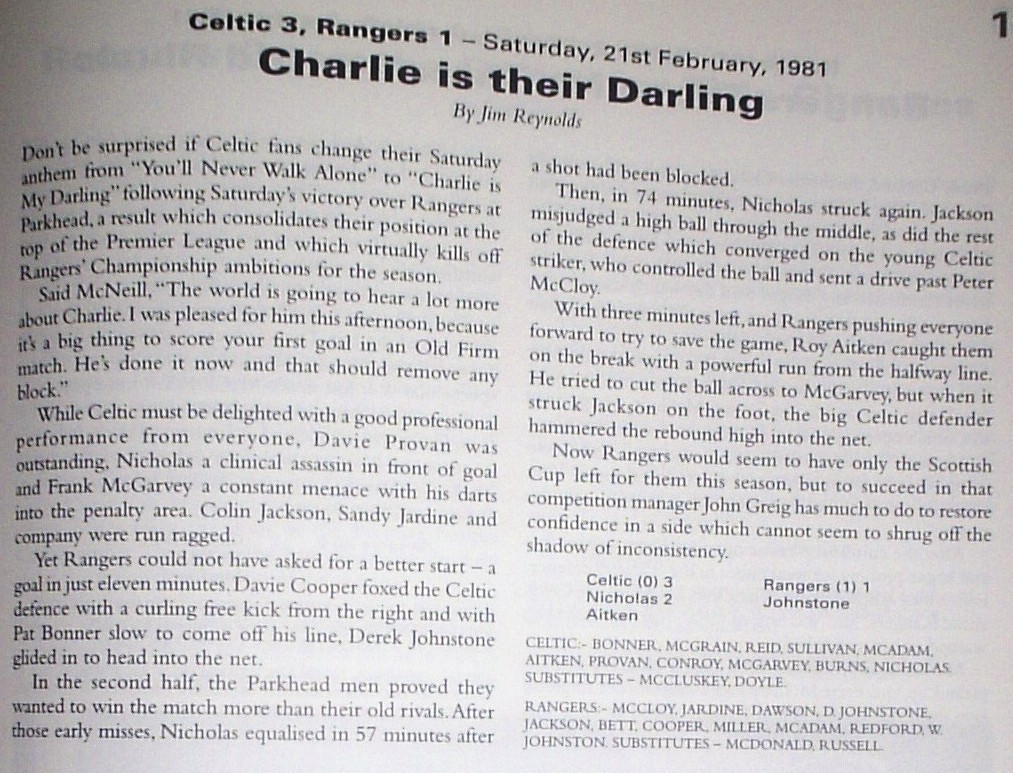 1
Celtic 3, Rangers 1 – Saturday, 21st February, 1981
Charlie is their Darling
By Jim Reynolds
Don't be surprised if Celtic fans change their Saturday
anthem from "You'll Never Walk Alone" to "Charlie is
My Darling" following Saturday's victory over Rangers at
Parkhead, a result which consolidates their position at the
top of the Premier League and which virtually kills off
Rangers' Championship ambitions for the season.
Said McNeill, "The world is going to hear a lot more
about Charlie. I was pleased for him this afternoon, because
it's a big thing to score your first goal in an Old Firm
match. He's done it now and that should remove any
block."
While Celtic must be delighted with a good professional
performance from everyone, Davie Provan was
outstanding, Nicholas a clinical assassin in front of goal
and Frank McGarvey a constant menace with his darts
into the penalty area. Colin Jackson, Sandy Jardine and
company were run ragged.
Yet Rangers could not have asked for a better start – a
goal in just eleven minutes. Davie Cooper foxed the Celtic
defence with a curling free kick from the right and with
Pat Bonner slow to come off his line, Derek Johnstone
glided in to head into the net.
In the second half, the Parkhead men proved they
wanted to win the match more than their old rivals. After
those early misses, Nicholas equalised in 57 minutes after
a shot had been blocked.
Then, in 74 minutes, Nicholas struck again. Jackson
misjudged a high ball through the middle, as did the rest
of the defence which converged on the young Celtic
striker, who controlled the ball and sent a drive past Peter
McCloy.
With three minutes left, and Rangers pushing everyone
forward to try to save the game, Roy Aitken caught them
on the break with a powerful run from the halfway line.
He tried to cut the ball across to McGarvey, but when it
struck Jackson on the foot, the big Celtic defender
hammered the rebound high into the net.
Now Rangers would seem to have only the Scottish
Cup left for them this season, but to succeed in that
competition manager John Greig has much to do to restore
confidence in a side which cannot seem to shrug off the
shadow of inconsistency.
Celtic (0) 3
Nicholas 2
Aitken
Rangers (1) 1
Johnstone
CELTIC:- BONNER, MCGRAIN, REID, SULLIVAN, MCADAM,
AITKEN, PROVAN, CONROY, MCGARVEY, BURNS, NICHOLAS.
SUBSTITUTES – MCCLUSKEY, DOYLE.
RANGERS:- MCCLOY, JARDINE, DAWSON, D. JOHNSTONE,
JACKSON, BETT, COOPER, MILLER, MCADAM, REDFORD, W.
JOHNSTON. SUBSTITUTES – MCDONALD, RUSSELL.